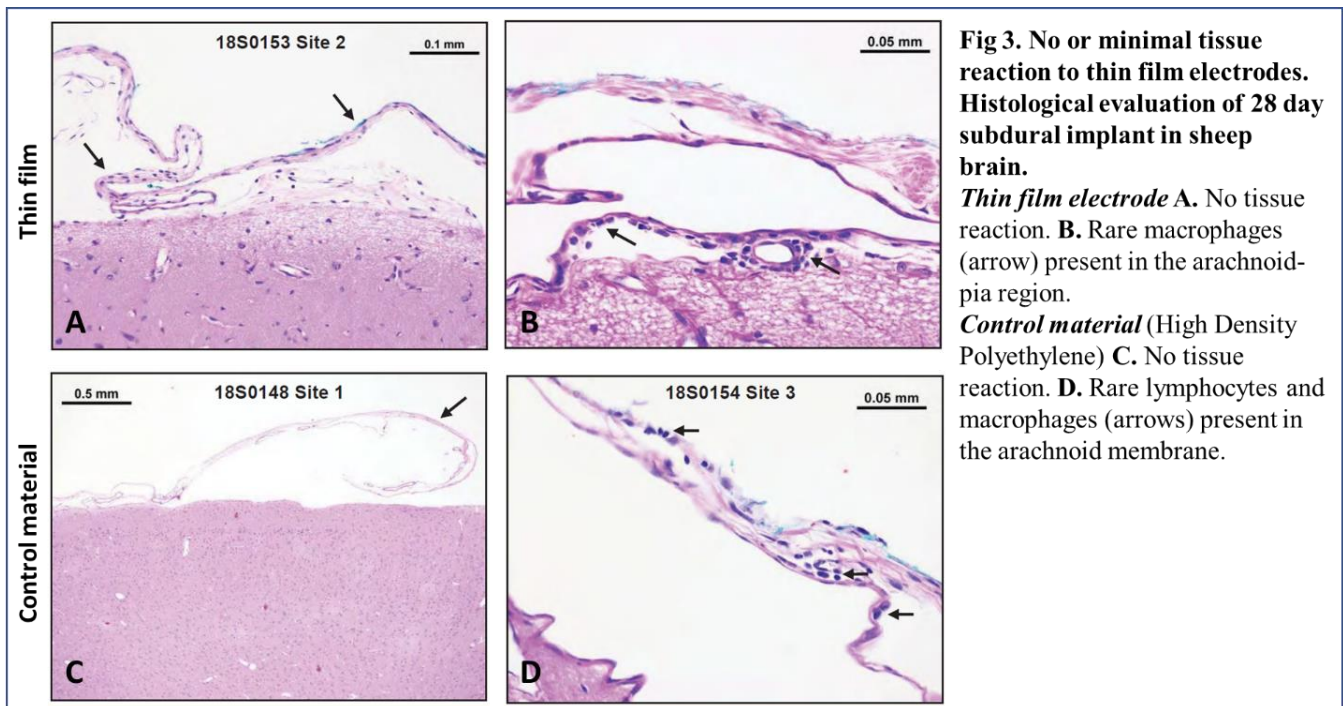 Thin film
18S0153 Site 2
0.1 mm
A
0.05 mm
B
Control material
0.5 mm
18S0148 Site 1
C
18S0154 Site 3
0.05 mm
D
Fig 3. No or minimal tissue
reaction to thin film electrodes.
Histological evaluation of 28 day
subdural implant in sheep
brain.
Thin film electrode A. No tissue
reaction. B. Rare macrophages
(arrow) present in the arachnoid-
pia region.
Control material (High Density
Polyethylene) C. No tissue
reaction. D. Rare lymphocytes and
macrophages (arrows) present in
the arachnoid membrane.